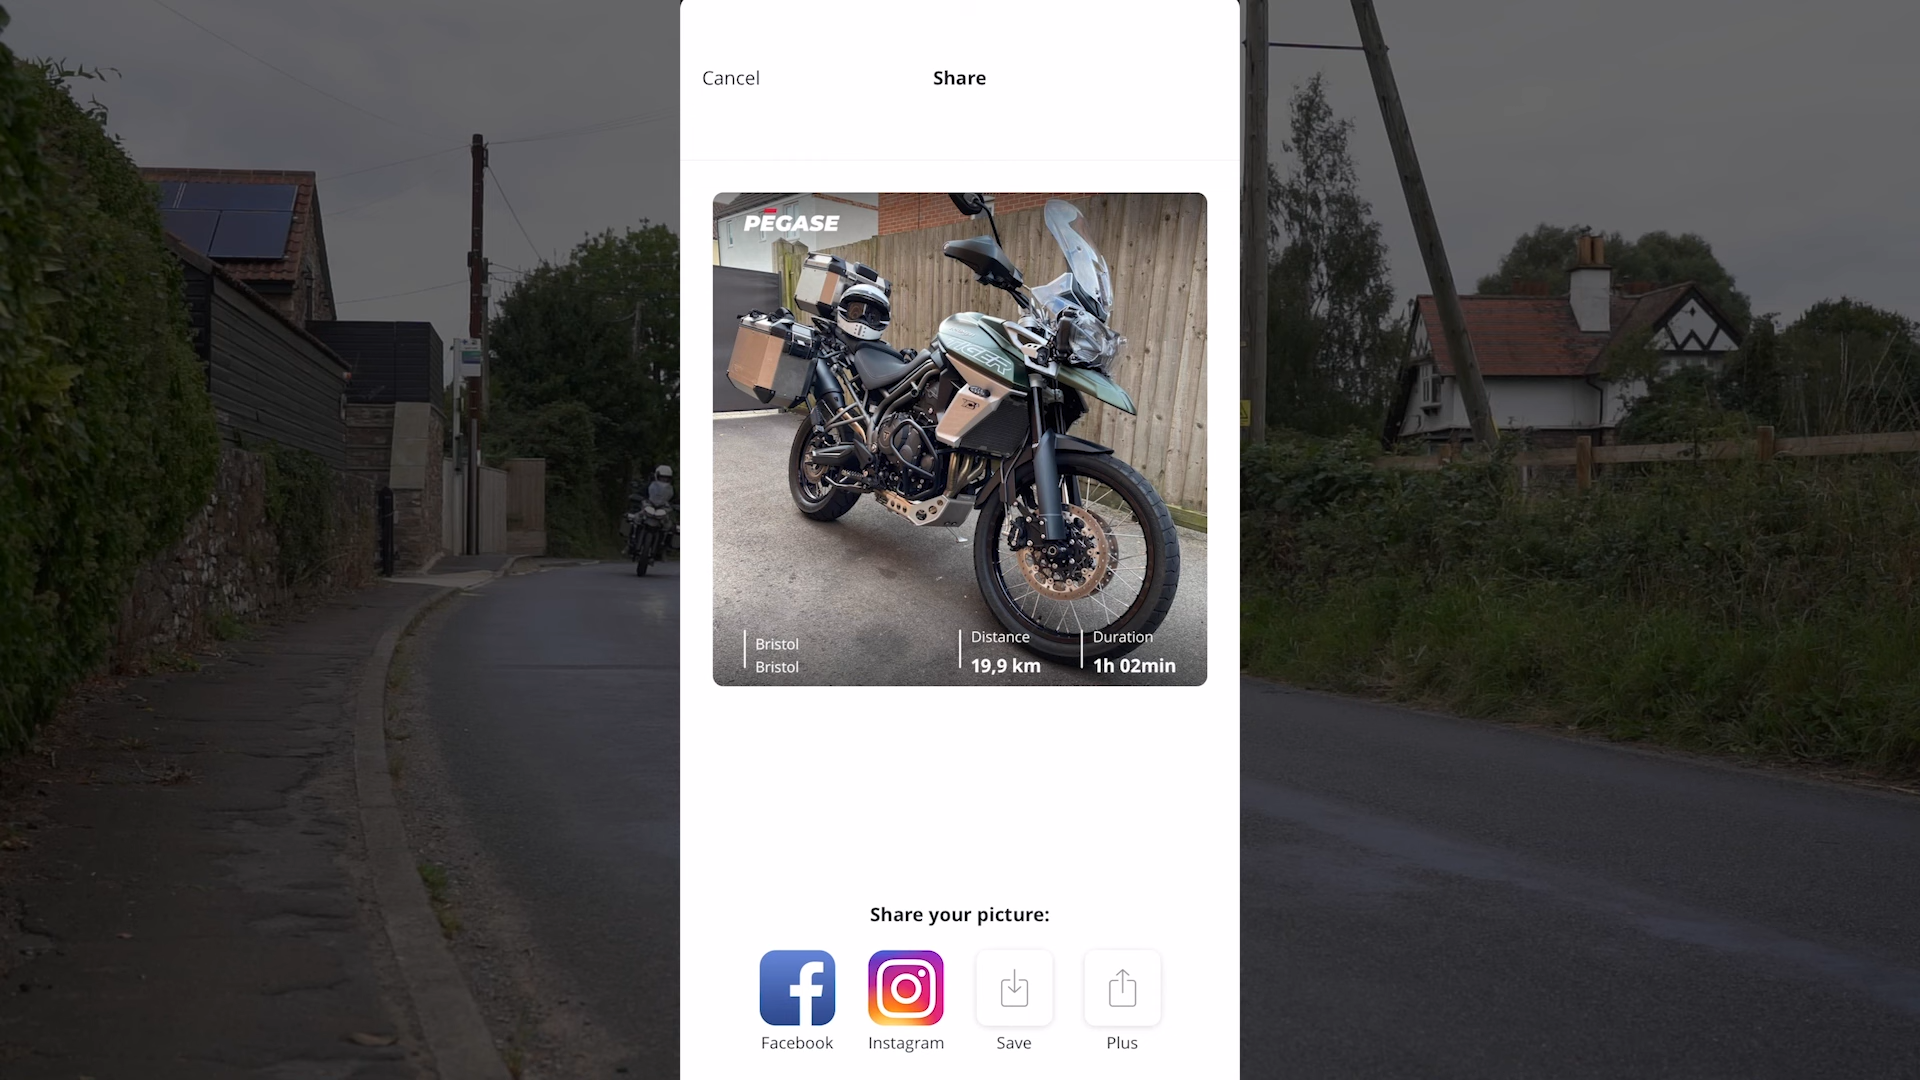 Cancel
Share
PEGASE
TIGER
Bristol
Bristol
Distance
19,9 km
Duration
1h 02min
Share your picture:
Facebook
Instagram
Save
Plus